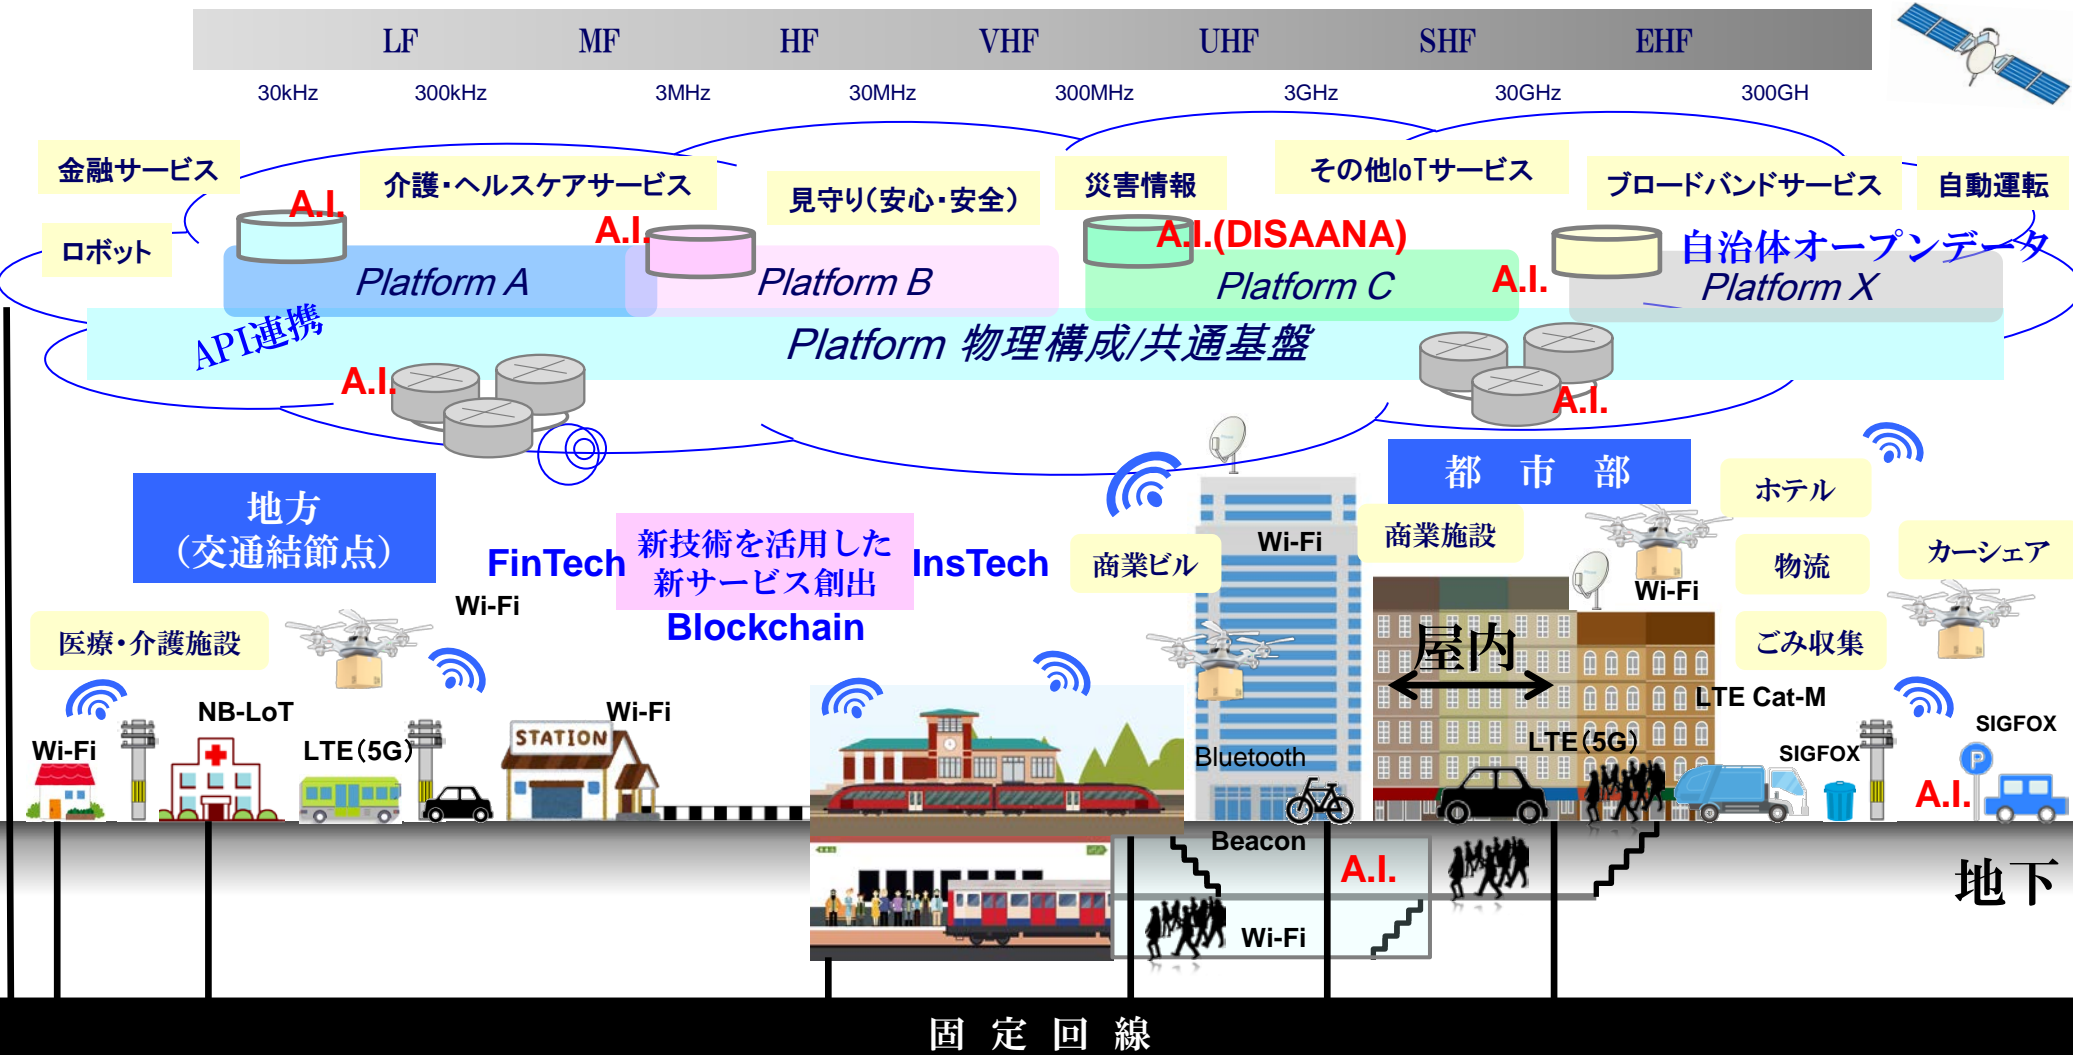 LF MF HF VHF UHF SHF EHF
30kHz 300kHz 3MHz 30MHz 300MHz 3GHz 30GHz 300GH
金融サービス
介護・ヘルスケアサービス
見守り(安心・安全)
災害情報
その他IoTサービス
ブロードバンドサービス
自動運転
ロボット
A.I.
A.I.
A.I.(DISAANA)
A.I.
自治体オープンデータ
Platform A
Platform B
Platform C
Platform X
API連携
Platform 物理構成/共通基盤
A.I.
A.I.
地方
(交通結節点)
都 市 部
ホテル
FinTech
新技術を活用した
新サービス創出
InsTech
Blockchain
商業ビル
Wi-Fi
商業施設
物流
カーシェア
Wi-Fi
Wi-Fi
医療・介護施設
屋内
ごみ収集
Wi-Fi
NB-LoT
LTE(5G)
STATION
Wi-Fi
Bluetooth
LTE(5G)
LTE Cat-M
SIGFOX
SIGFOX
P
A.I.
Beacon
A.I.
Wi-Fi
地下
固 定 回 線